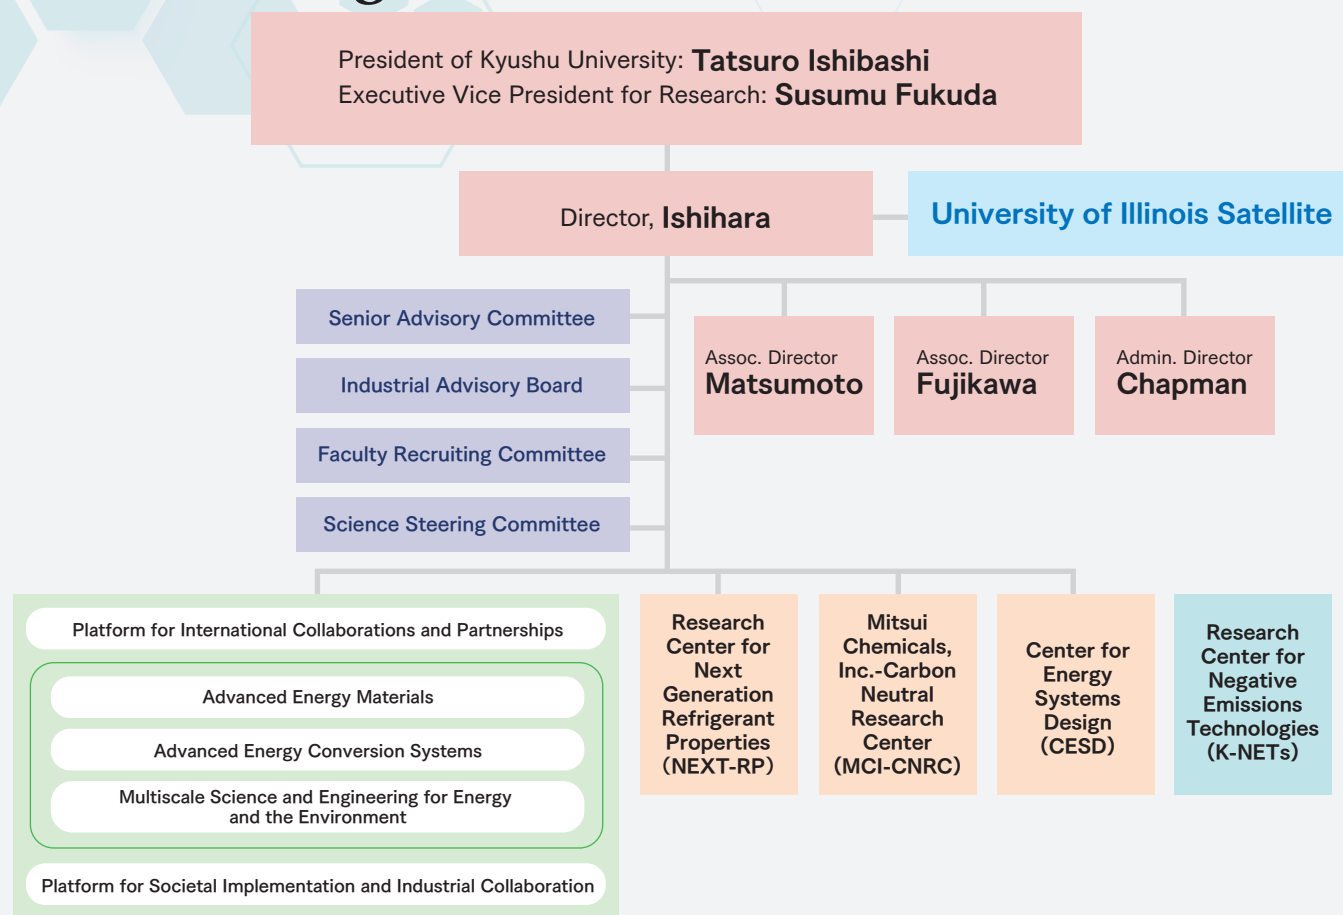 President of Kyushu University: Tatsuro Ishibashi
Executive Vice President for Research: Susumu Fukuda
Director, Ishihara
University of Illinois Satellite
Senior Advisory Committee
Industrial Advisory Board
Faculty Recruiting Committee
Science Steering Committee
Assoc. Director
Matsumoto
Assoc. Director
Fujikawa
Admin. Director
Chapman
Platform for International Collaborations and Partnerships
Advanced Energy Materials
Advanced Energy Conversion Systems
Multiscale Science and Engineering for Energy
and the Environment
Platform for Societal Implementation and Industrial Collaboration
Research
Center for
Next
Generation
Refrigerant
Properties
(NEXT-RP)
Mitsui
Chemicals,
Inc.-Carbon
Neutral
Research
Center
(MCI-CNRC)
Center for
Energy
Systems
Design
(CESD)
Research
Center for
Negative
Emissions
Technologies
(K-NETs)